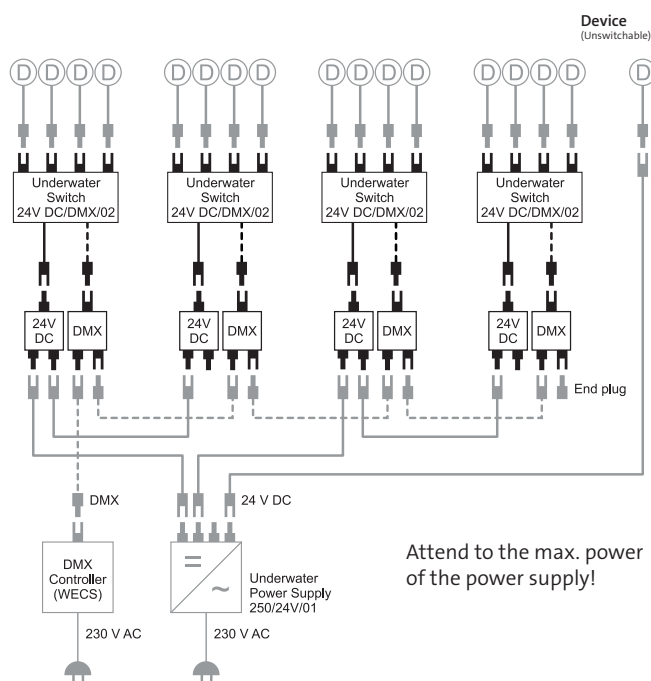 Device
(Unswitchable)
D D D D D D D D D D D D D D D D D
Underwater
Switch
24V DC/DMX/02
Underwater
Switch
24V DC/DMX/02
Underwater
Switch
24V DC/DMX/02
Underwater
Switch
24V DC/DMX/02
24V
DC
DMX
24V
DC
DMX
24V
DC
DMX
24V
DC
DMX
End plug
DMX
24 V DC
DMX
Controller
(WECS)
Underwater
Power Supply
250/24V/01
Attend to the max. power
of the power supply!
230 V AC
230 V AC